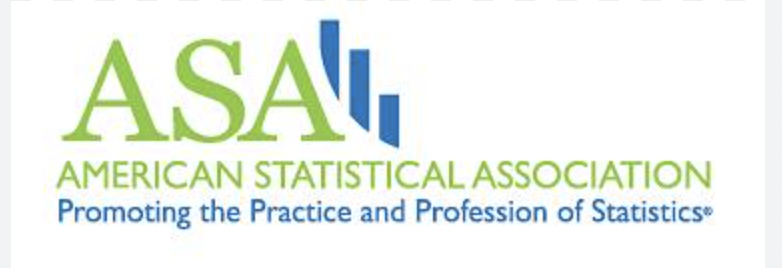 ASA
AMERICAN STATISTICAL ASSOCIATION
Promoting the Practice and Profession of Statistics®